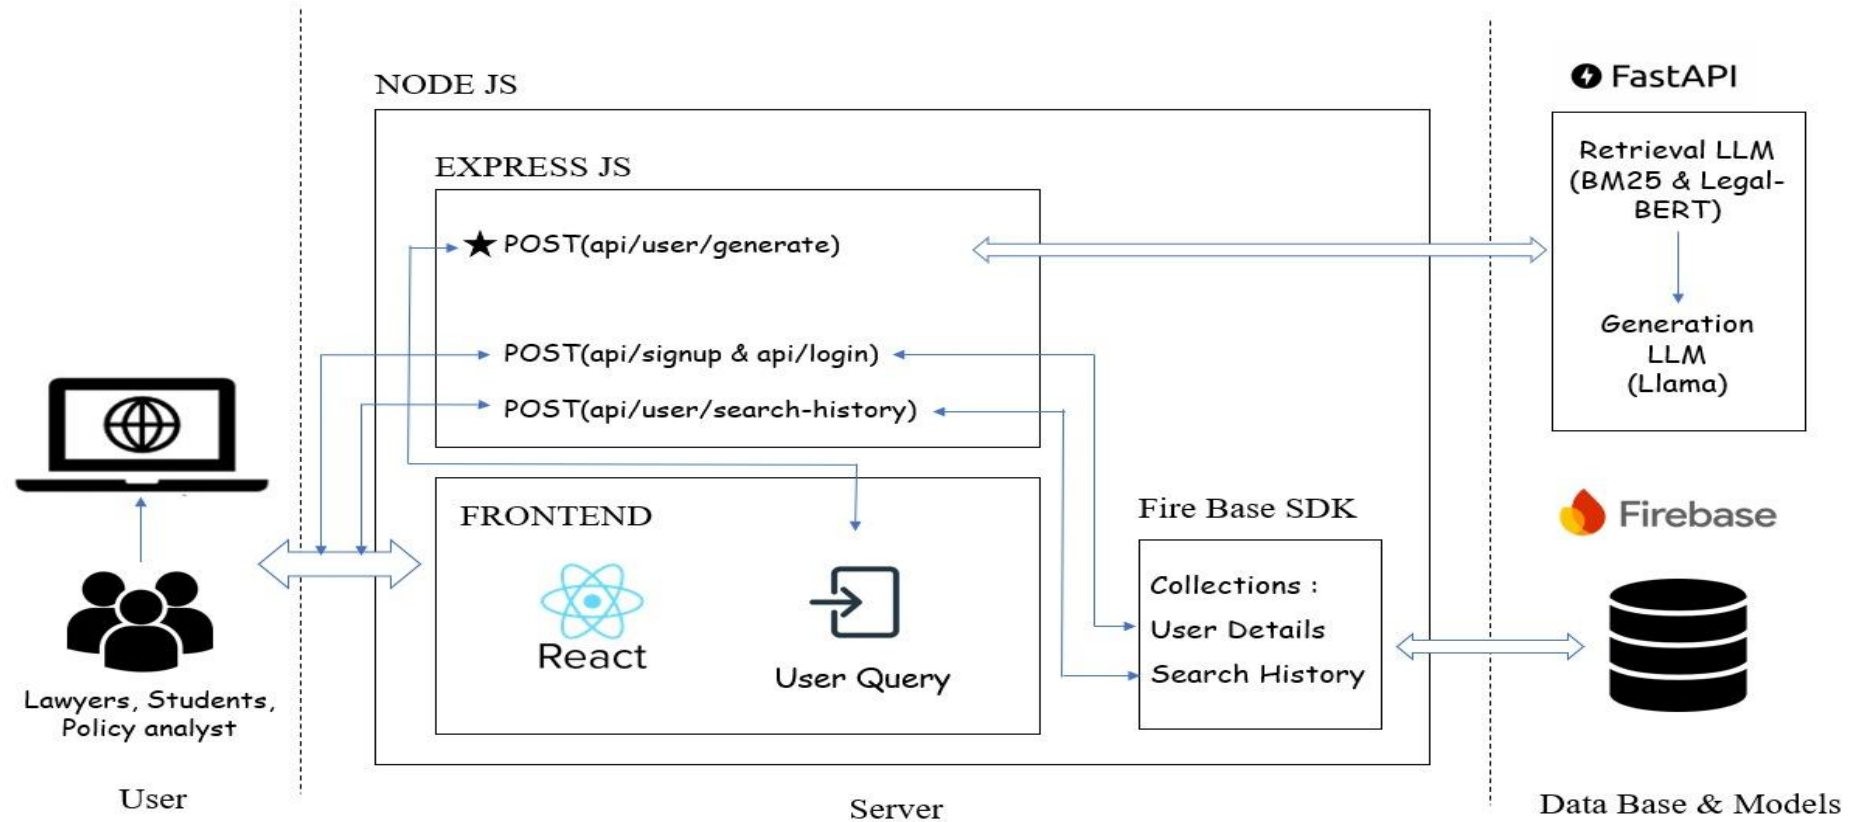 NODE JS
EXPRESS JS
POST(api/user/generate)
POST(api/signup & api/login)
POST(api/user/search-history)
FRONTEND
React
User Query
Fire Base SDK
Collections :
User Details
Search History
FastAPI
Retrieval LLM
(BM25 & Legal-
BERT)
Generation
LLM
(Llama)
Firebase
Lawyers, Students,
Policy analyst
User
Server
Data Base & Models